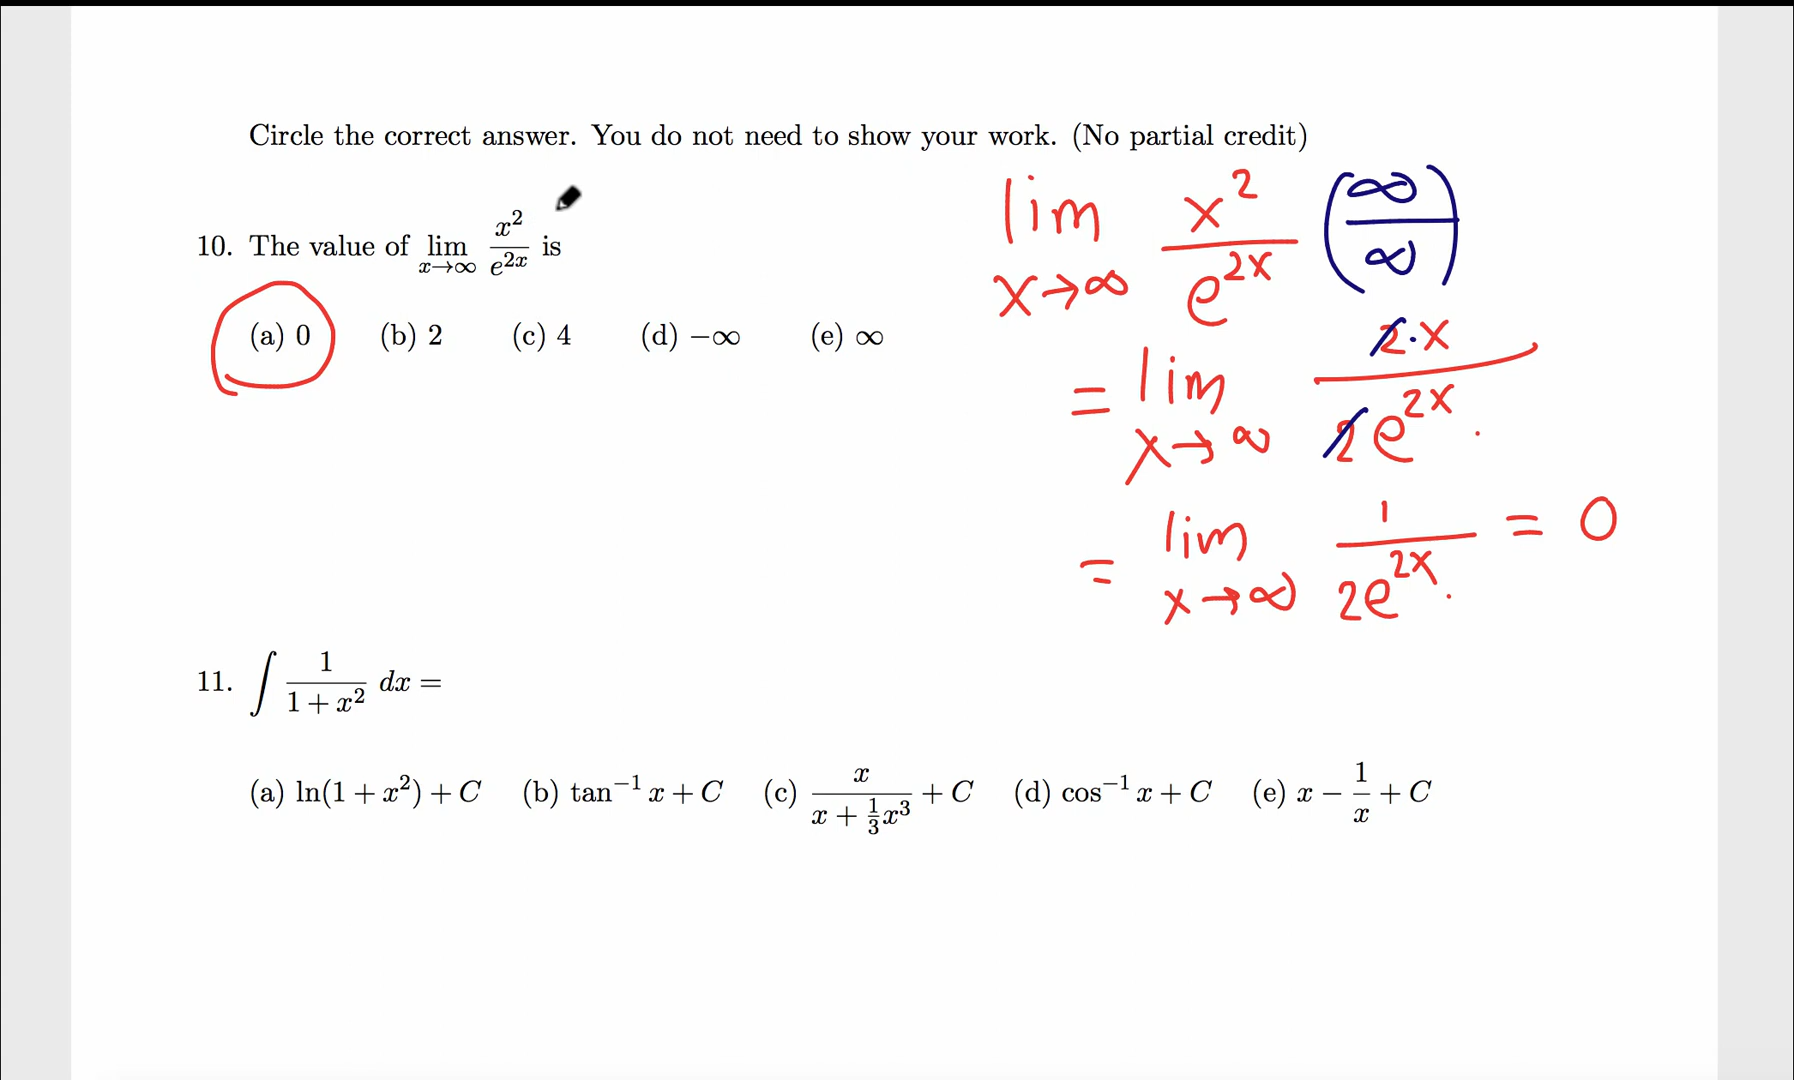 Circle the correct answer. You do not need to show your work. (No partial credit)
10. The value of lim x→∞ x²/e^{2x} is
(a) 0 (b) 2 (c) 4 (d) −∞ (e) ∞
lim x→∞ x²/e^{2x} (∞/∞)
= lim x→∞ 2·x/2e^{2x}.
= lim x→∞ 1/2e^{2x}. = 0
11. ∫ 1/(1+x²) dx =
(a) ln(1+x²)+C (b) tan⁻¹ x+C (c) x/(x+⅓x³) +C (d) cos⁻¹ x+C (e) x − 1/x +C